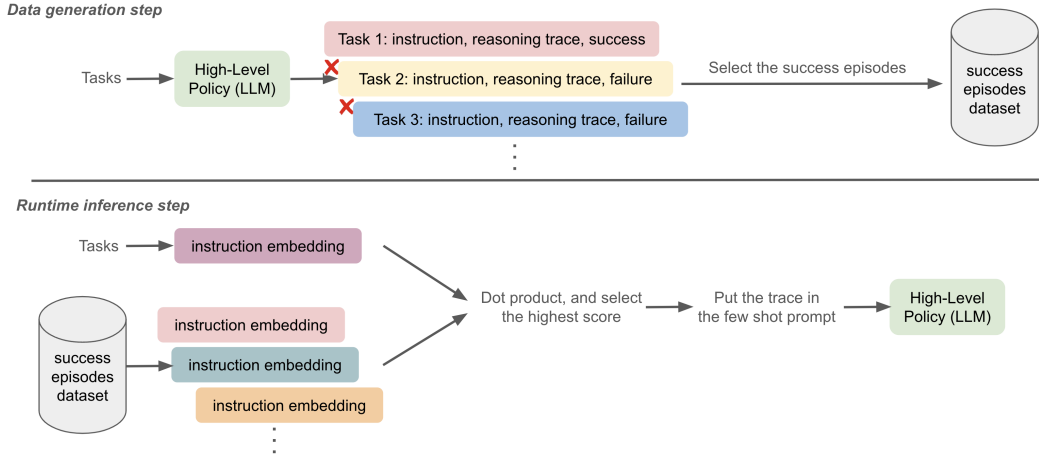 Data generation step
Tasks
High-Level
Policy (LLM)
Task 1: instruction, reasoning trace, success
Task 2: instruction, reasoning trace, failure
Task 3: instruction, reasoning trace, failure
Select the success episodes
success
episodes
dataset
Runtime inference step
Tasks
instruction embedding
success
episodes
dataset
instruction embedding
instruction embedding
instruction embedding
Dot product, and select
the highest score
Put the trace in
the few shot prompt
High-Level
Policy (LLM)